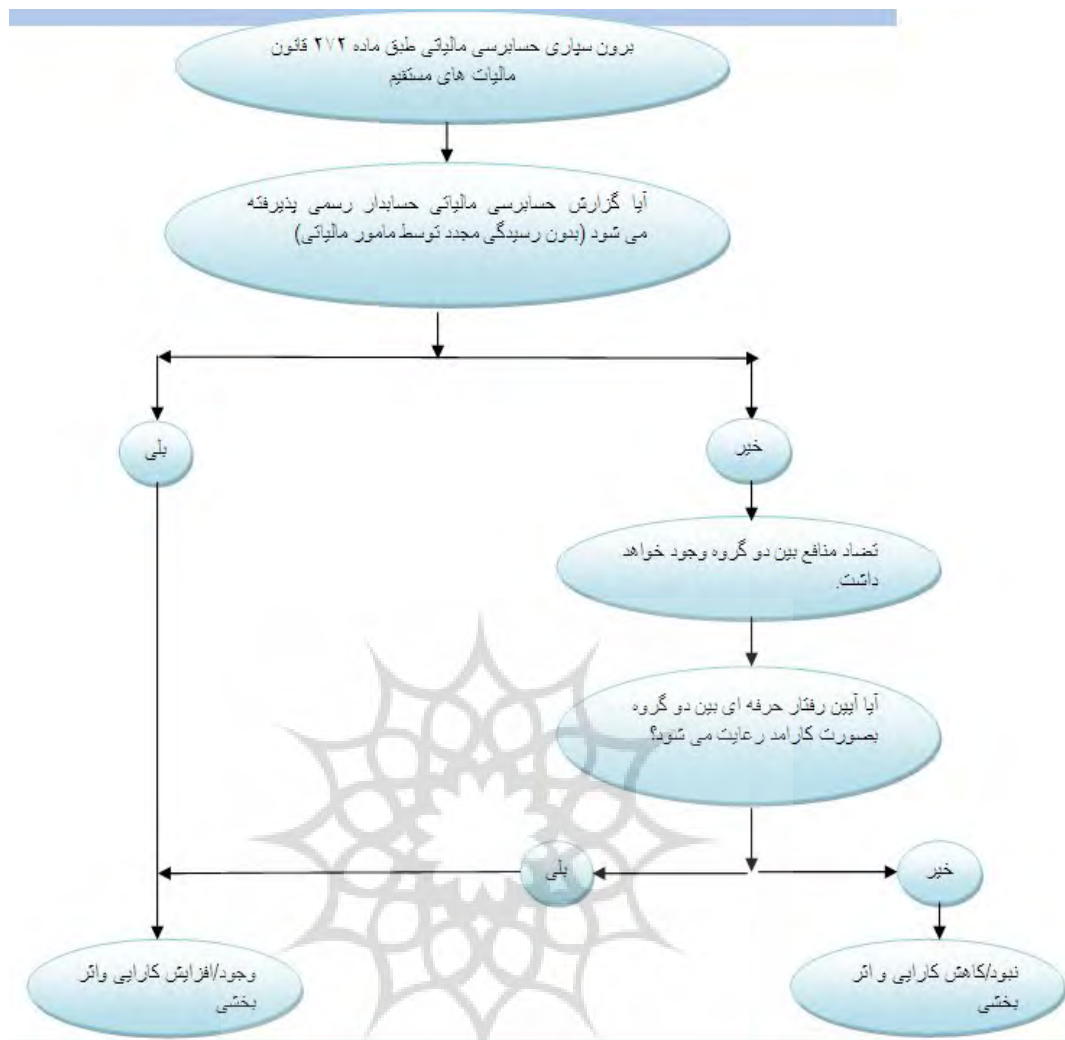 برون سپاری حسابرسی مالیاتی طبق ماده ۲۷۲ قانون
مالیات های مستقیم
آیا گزارش حسابرسی مالیاتی حسابدار رسمی پذیرفته
می شود (بدون رسیدگی مجدد توسط مامور مالیاتی)
بلی
خیر
تضاد منافع بین دو گروه وجود خواهد
داشت.
آیا آیین رفتار حرفه ای بین دو گروه
بصورت کارامد رعایت می شود؟
بلی
خیر
وجود/افزایش کارایی واثر
بخشی
نبود/کاهش کارایی و اثر
بخشی